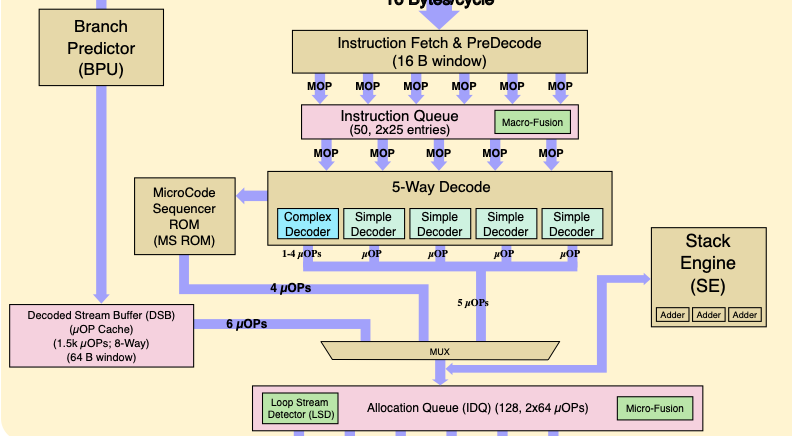 16 Bytes/cycle
Branch
Predictor
(BPU)
Instruction Fetch & PreDecode
(16 B window)
MOP MOP MOP MOP MOP MOP
Instruction Queue
(50, 2x25 entries)
Macro-Fusion
MOP MOP MOP MOP MOP
5-Way Decode
MicroCode
Sequencer
ROM
(MS ROM)
Complex
Decoder
Simple
Decoder
Simple
Decoder
Simple
Decoder
Simple
Decoder
1-4 µOPs µOP µOP µOP µOP
Stack
Engine
(SE)
Adder Adder Adder
4 µOPs
5 µOPs
Decoded Stream Buffer (DSB)
(µOP Cache)
(1.5k µOPs; 8-Way)
(64 B window)
6 µOPs
MUX
Loop Stream
Detector (LSD)
Allocation Queue (IDQ) (128, 2x64 µOPs)
Micro-Fusion